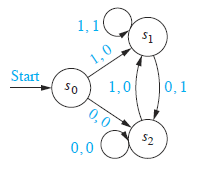 1, 1
s1
1, 0
Start
s0
1, 0
0, 1
0, 0
0, 0
s2